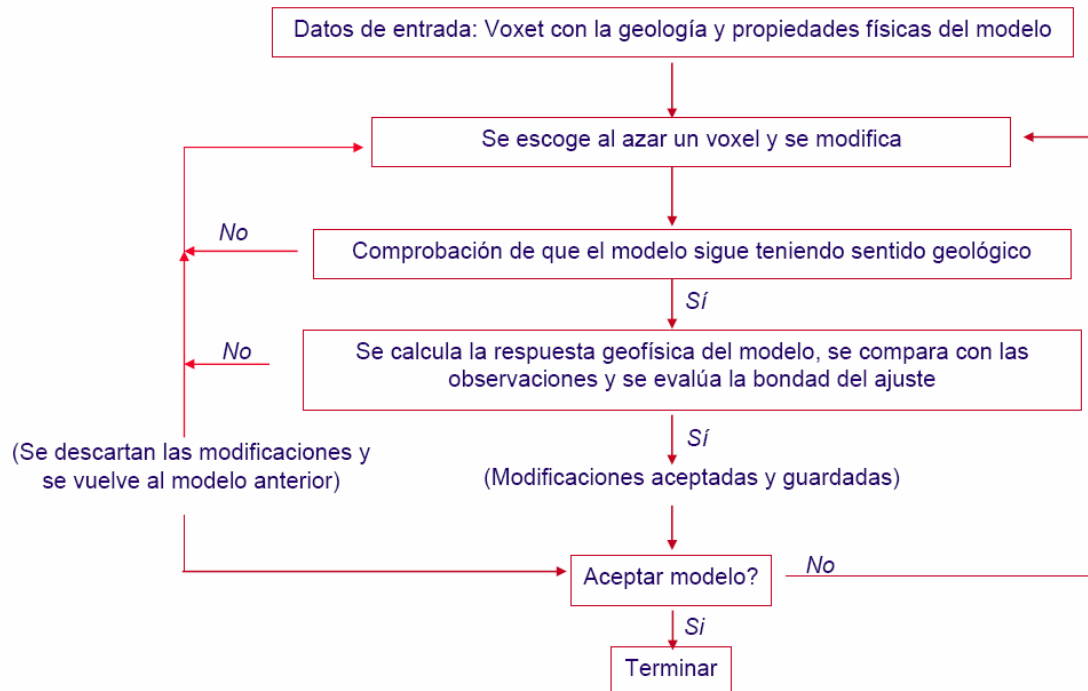 Datos de entrada: Voxet con la geología y propiedades físicas del modelo
Se escoge al azar un voxel y se modifica
No
Comprobación de que el modelo sigue teniendo sentido geológico
Sí
No
Se calcula la respuesta geofísica del modelo, se compara con las
observaciones y se evalúa la bondad del ajuste
Sí
(Se descartan las modificaciones y
se vuelve al modelo anterior)
(Modificaciones aceptadas y guardadas)
Aceptar modelo?
No
Si
Terminar